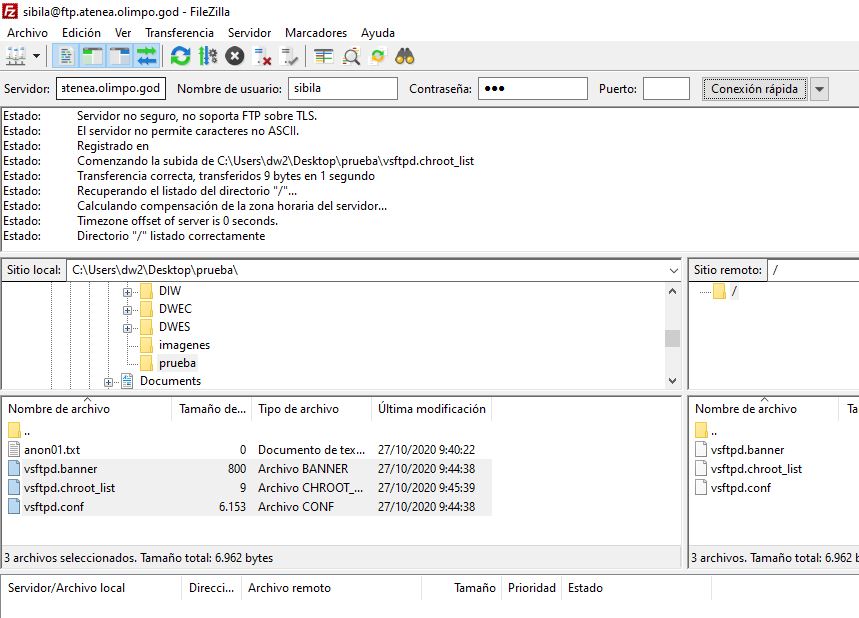 sibila@ftp.atenea.olimpo.god - FileZilla
Archivo Edición Ver Transferencia Servidor Marcadores Ayuda
Servidor: atenea.olimpo.god Nombre de usuario: sibila Contraseña: ●●● Puerto: Conexión rápida
Estado: Servidor no seguro, no soporta FTP sobre TLS.
Estado: El servidor no permite caracteres no ASCII.
Estado: Registrado en
Estado: Comenzando la subida de C:\Users\dw2\Desktop\prueba\vsftpd.chroot_list
Estado: Transferencia correcta, transferidos 9 bytes en 1 segundo
Estado: Recuperando el listado del directorio "/"...
Estado: Calculando compensación de la zona horaria del servidor...
Estado: Timezone offset of server is 0 seconds.
Estado: Directorio "/" listado correctamente
Sitio local: C:\Users\dw2\Desktop\prueba\ Sitio remoto: /
DIW /
DWEC
DWES
imagenes
prueba
Documents
Nombre de archivo Tamaño de... Tipo de archivo Última modificación Nombre de archivo Ta
.. ..
anon01.txt 0 Documento de tex... 27/10/2020 9:40:22 vsftpd.banner
vsftpd.banner 800 Archivo BANNER 27/10/2020 9:44:38 vsftpd.chroot_list
vsftpd.chroot_list 9 Archivo CHROOT_... 27/10/2020 9:45:39 vsftpd.conf
vsftpd.conf 6.153 Archivo CONF 27/10/2020 9:44:38
3 archivos seleccionados. Tamaño total: 6.962 bytes 3 archivos. Tamaño total: 6.962 b
Servidor/Archivo local Direcci... Archivo remoto Tamaño Prioridad Estado